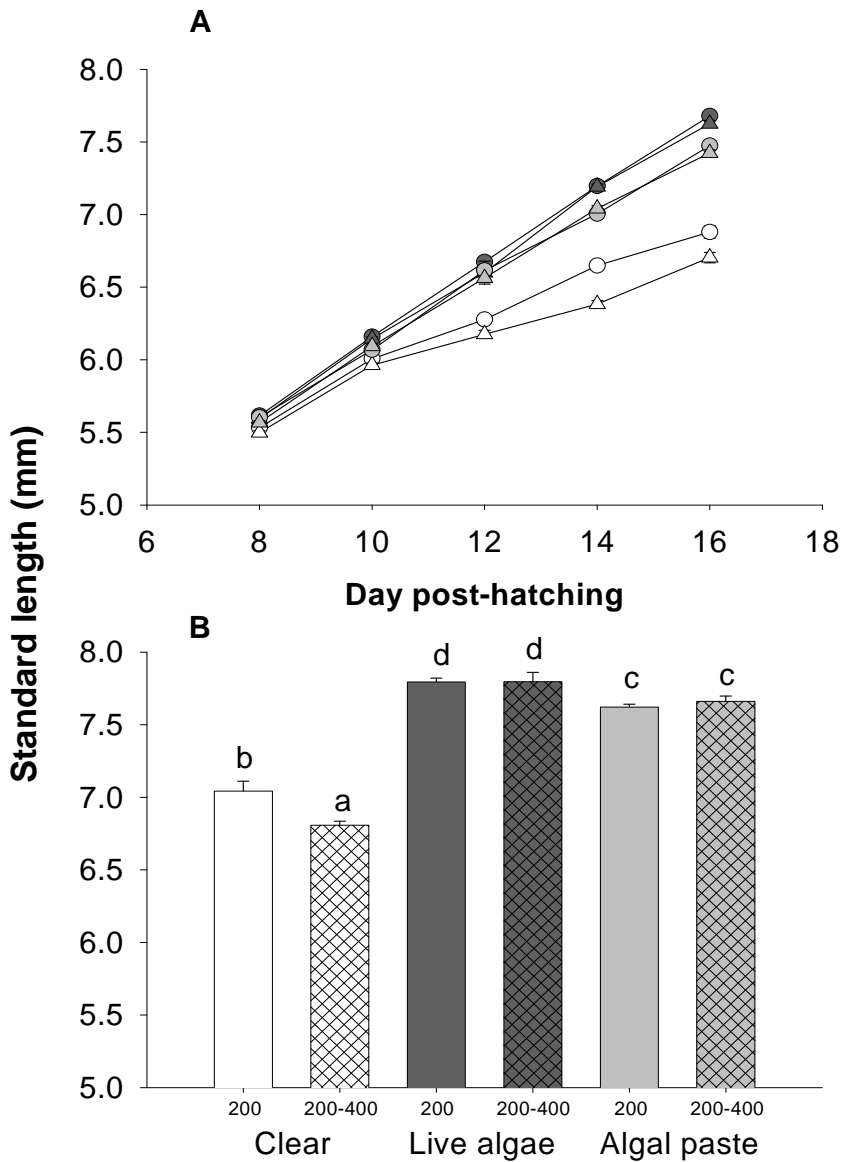 A
8.0
7.5
7.0
6.5
6.0
5.5
5.0
6 8 10 12 14 16 18
Day post-hatching
Standard length (mm)
B
8.0
7.5
7.0
6.5
6.0
5.5
5.0
b a d d c c
200 200-400 200 200-400 200 200-400
Clear Live algae Algal paste